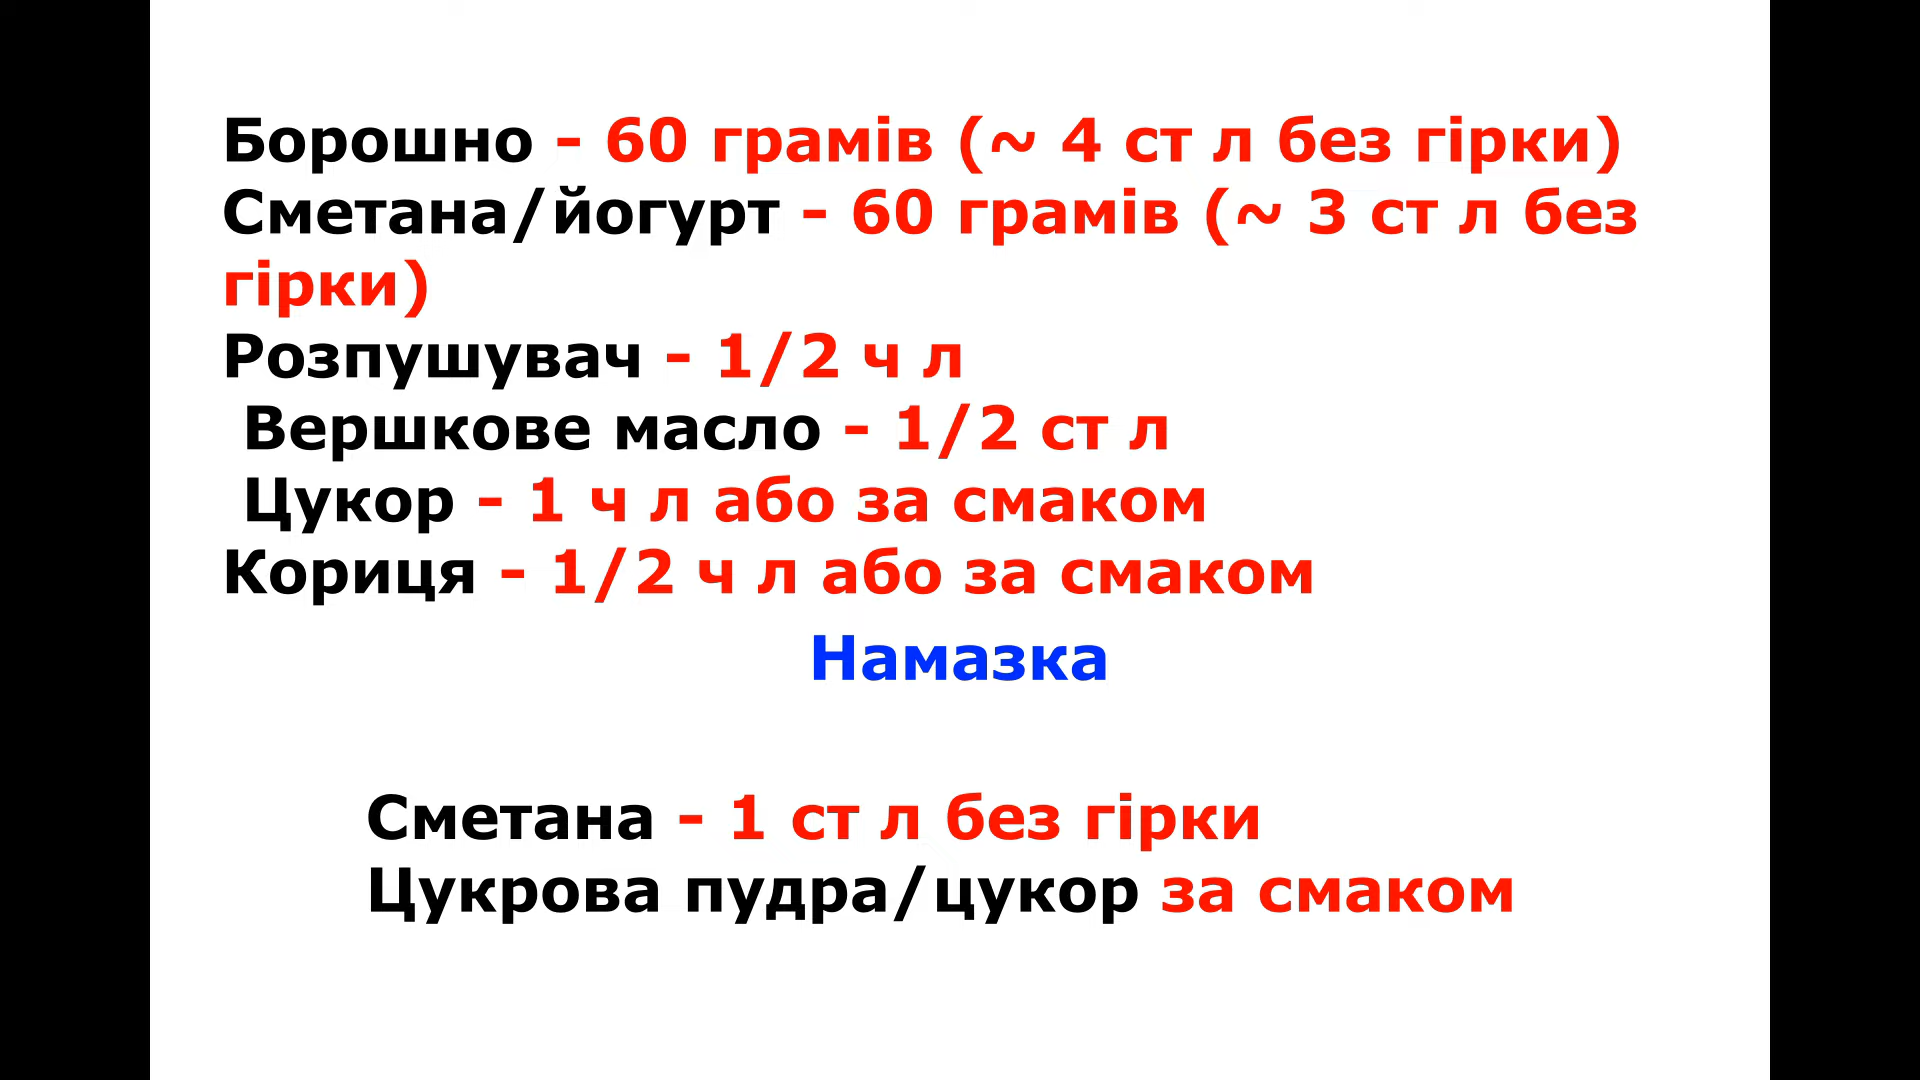 Борошно - 60 грамів (~ 4 ст л без гірки)
Сметана/йогурт - 60 грамів (~ 3 ст л без
гірки)
Розпушувач - 1/2 ч л
Вершкове масло - 1/2 ст л
Цукор - 1 ч л або за смаком
Кориця - 1/2 ч л або за смаком
Намазка
Сметана - 1 ст л без гірки
Цукрова пудра/цукор за смаком